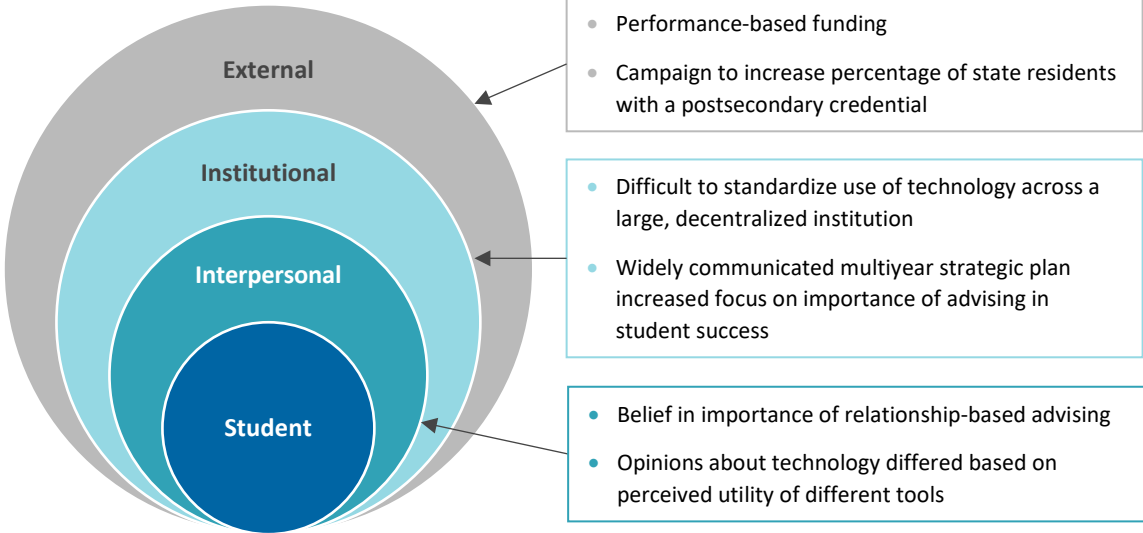 External
Institutional
Interpersonal
Student
• Performance-based funding
• Campaign to increase percentage of state residents
with a postsecondary credential
• Difficult to standardize use of technology across a
large, decentralized institution
• Widely communicated multiyear strategic plan
increased focus on importance of advising in
student success
• Belief in importance of relationship-based advising
• Opinions about technology differed based on
perceived utility of different tools